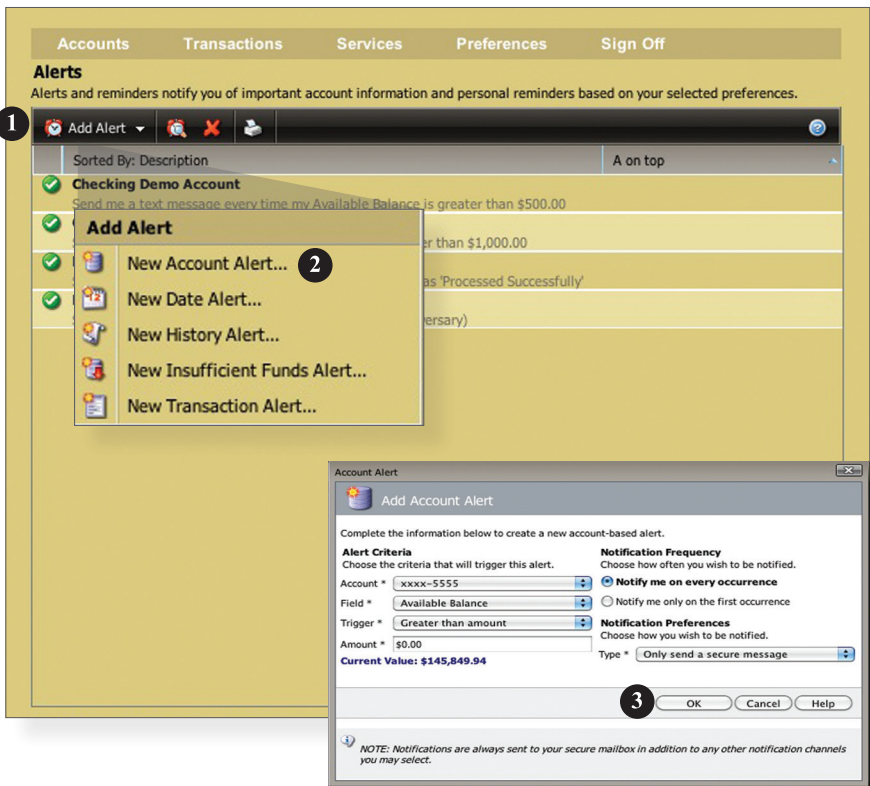 Accounts Transactions Services Preferences Sign Off
Alerts
Alerts and reminders notify you of important account information and personal reminders based on your selected preferences.
1 Add Alert
Sorted By: Description A on top
Checking Demo Account
Send me a text message every time my Available Balance is greater than $500.00
than $1,000.00
'Processed Successfully'
Add Alert
New Account Alert... 2
New Date Alert...
New History Alert...
New Insufficient Funds Alert...
New Transaction Alert...
Account Alert
Add Account Alert
Complete the information below to create a new account-based alert.
Alert Criteria
Choose the criteria that will trigger this alert.
Account * xxxx-5555
Field * Available Balance
Trigger * Greater than amount
Amount * $0.00
Current Value: $145,849.94
Notification Frequency
Choose how often you wish to be notified.
Notify me on every occurrence
Notify me only on the first occurrence
Notification Preferences
Choose how you wish to be notified.
Type * Only send a secure message
3 OK Cancel Help
NOTE: Notifications are always sent to your secure mailbox in addition to any other notification channels
you may select.